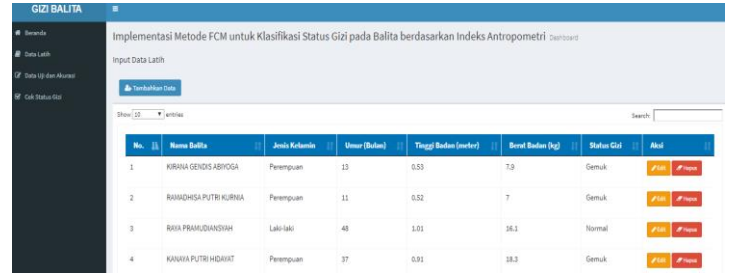 GIZI BALITA
Beranda
Implementasi Metode FCM untuk Klasifikasi Status Gizi pada Balita berdasarkan Indeks Antropometri Dashboard
Data Latih
Input Data Latih
Data Uji dan Akurasi
Cek Status Gizi
Tambahkan Data
Show 10 entries
Search:
No. Nama Balita Jenis Kelamin Umur (Bulan) Tinggi Badan (meter) Berat Badan (kg) Status Gizi Aksi
1 KIRANA GENDIS ABIYOGA Perempuan 13 0.53 7.9 Gemuk Edit Hapus
2 RAMADHISA PUTRI KURNIA Perempuan 11 0.52 7 Gemuk Edit Hapus
3 RAYA PRAMUDIANSYAH Laki-laki 48 1.01 16.1 Normal Edit Hapus
4 KANAYA PUTRI HIDAYAT Perempuan 37 0.91 18.3 Gemuk Edit Hapus